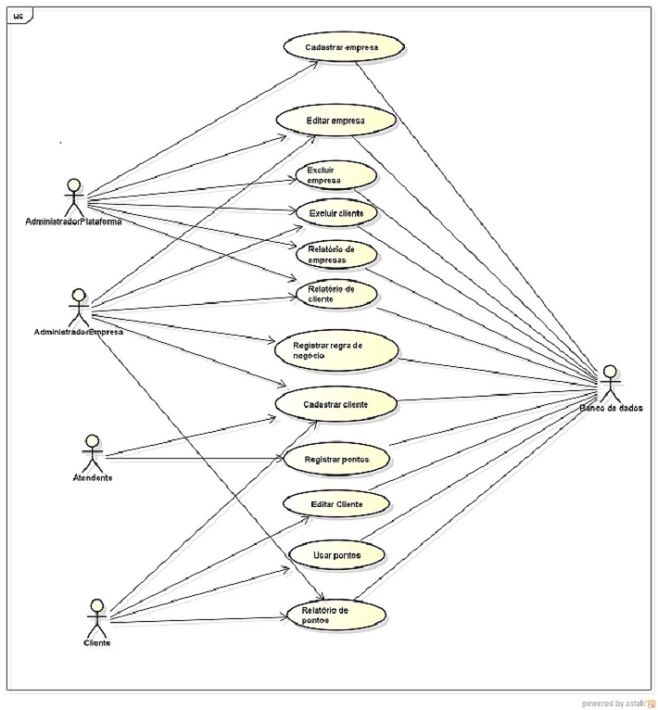 uc
Cadastrar empresa
Editar empresa
Excluir
empresa
AdministradorPlataforma
Excluir cliente
Relatório de
empresas
Relatório de
cliente
AdministradorEmpresa
Registrar regra de
negócio
Banco de dados
Cadastrar cliente
Atendente
Registrar pontos
Editar Cliente
Usar pontos
Relatório de
pontos
Cliente
powered by astah